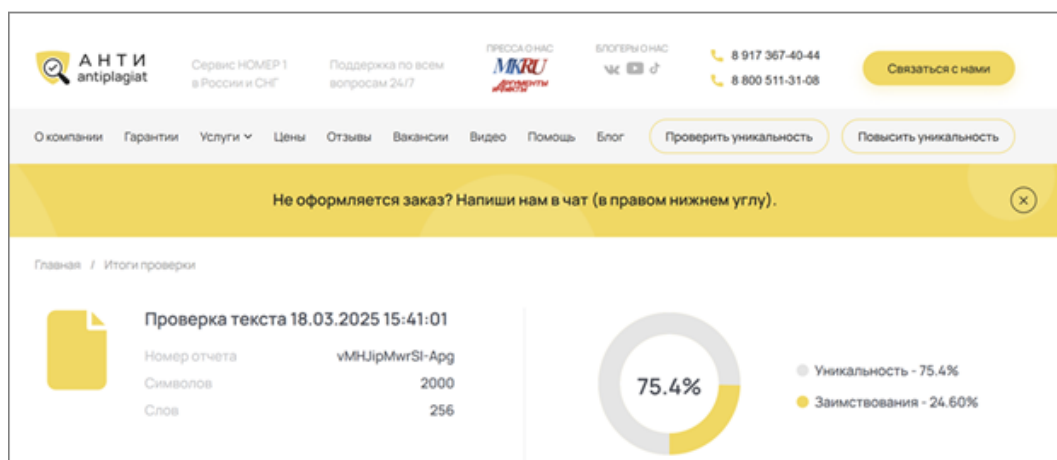 АНТИ
antiplagiat
Сервис НОМЕР 1
в России и СНГ
Поддержка по всем
вопросам 24/7
ПРЕССА О НАС
MKRU
АРГУМЕНТЫ
ФАКТЫ
БЛОГЕРЫ О НАС
8 917 367-40-44
8 800 511-31-08
Связаться с нами
О компании Гарантии Услуги Цены Отзывы Вакансии Видео Помощь Блог Проверить уникальность Повысить уникальность
Не оформляется заказ? Напиши нам в чат (в правом нижнем углу).
Главная / Итоги проверки
Проверка текста 18.03.2025 15:41:01
Номер отчета vMHJipMwrSI-Apg
Символов 2000
Слов 256
75.4%
Уникальность - 75.4%
Заимствования - 24.60%